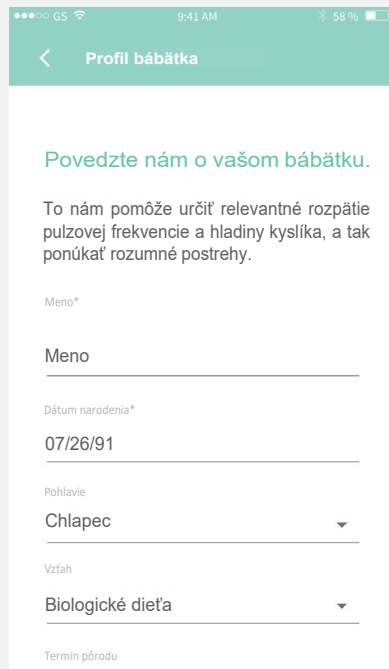 GS 9:41 AM 58 %
Profil bábätka
Povedzte nám o vašom bábätku.
To nám pomôže určiť relevantné rozpätie
pulzovej frekvencie a hladiny kyslíka, a tak
ponúkať rozumné postrehy.
Meno*
Meno
Dátum narodenia*
07/26/91
Pohlavie
Chlapec
Vzťah
Biologické dieťa
Termín pôrodu